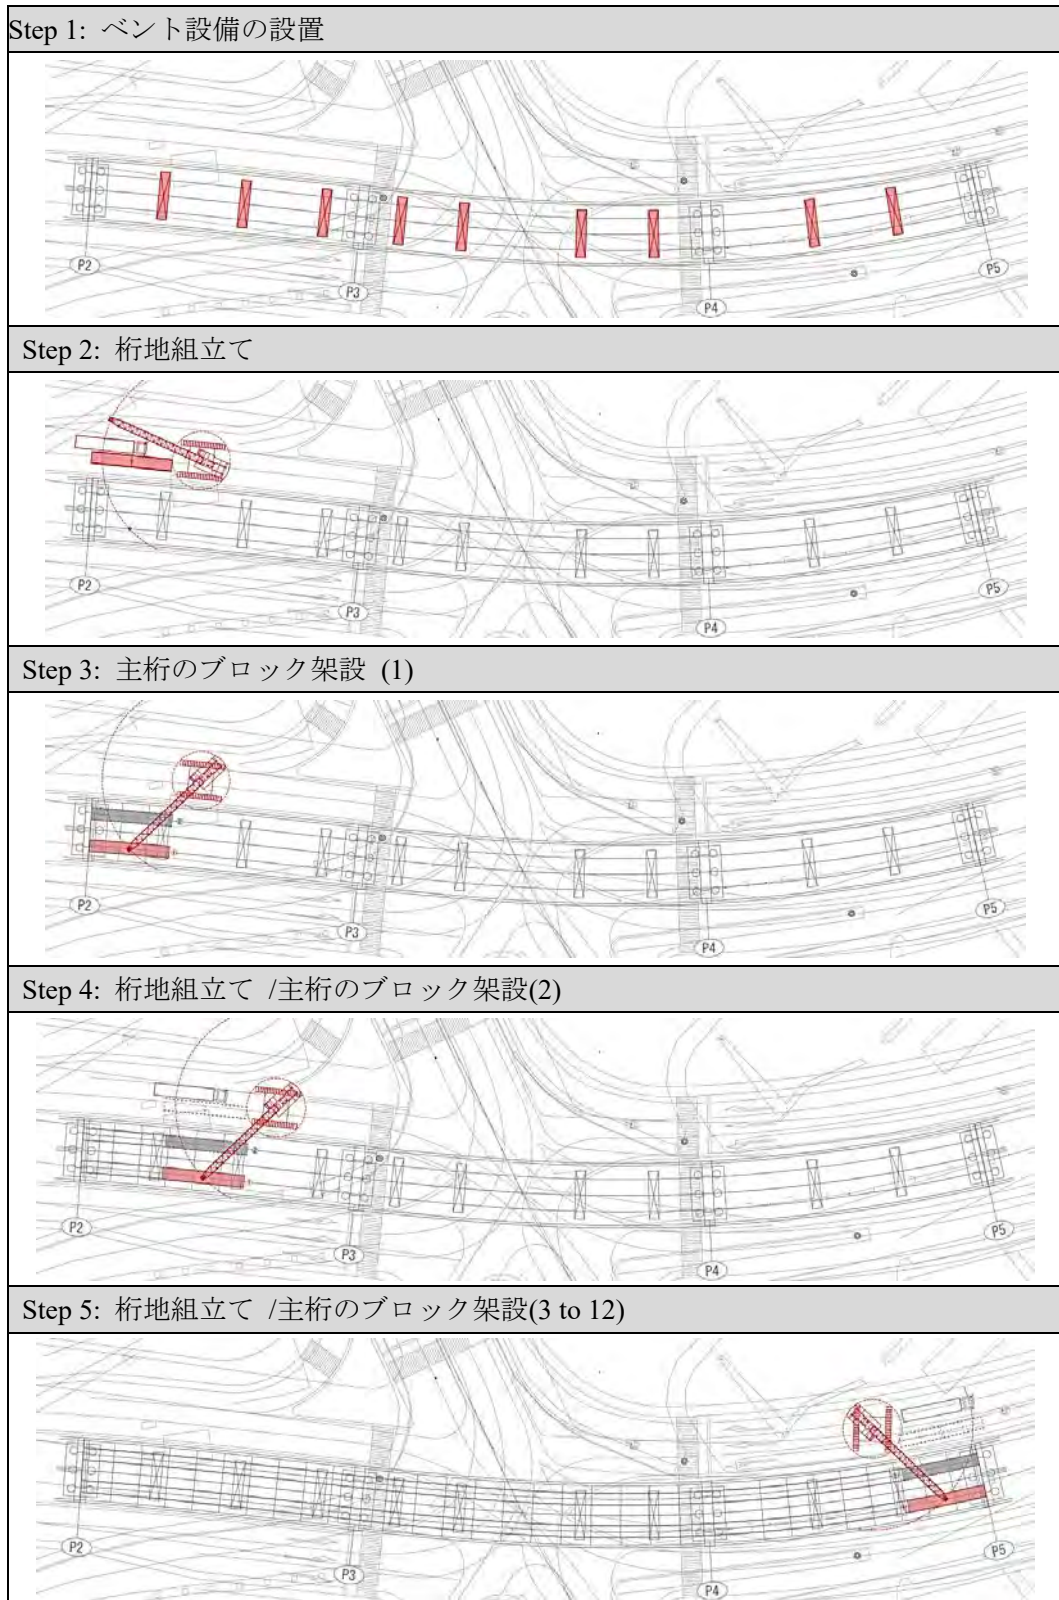 Step 1: ベント設備の設置
P2
P3
P4
P5
Step 2: 桁地組立て
P2
P3
P4
P5
Step 3: 主桁のブロック架設 (1)
P2
P3
P4
P5
Step 4: 桁地組立て /主桁のブロック架設(2)
P2
P3
P4
P5
Step 5: 桁地組立て /主桁のブロック架設(3 to 12)
P2
P3
P4
P5